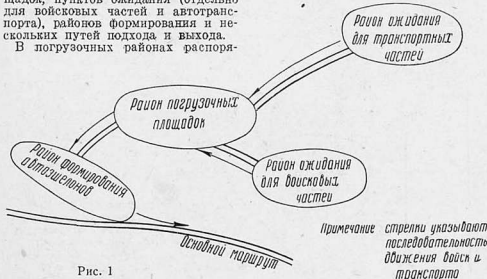 щадок, пунктов ожидания (отдельно
для войсковых частей и автотранс-
порта), районов формирования и не-
скольких путей подхода и выхода.
В погрузочных районах распоря-
Район ожидания
для транспортных
частей
Район погрузочных
площадок
Район формирования
автоэшелонов
Район ожидания
для войсковых
частей
Основной маршрут
Примечание стрелки указывают
последовательность
движения войск и
транспорта
Рис. 1